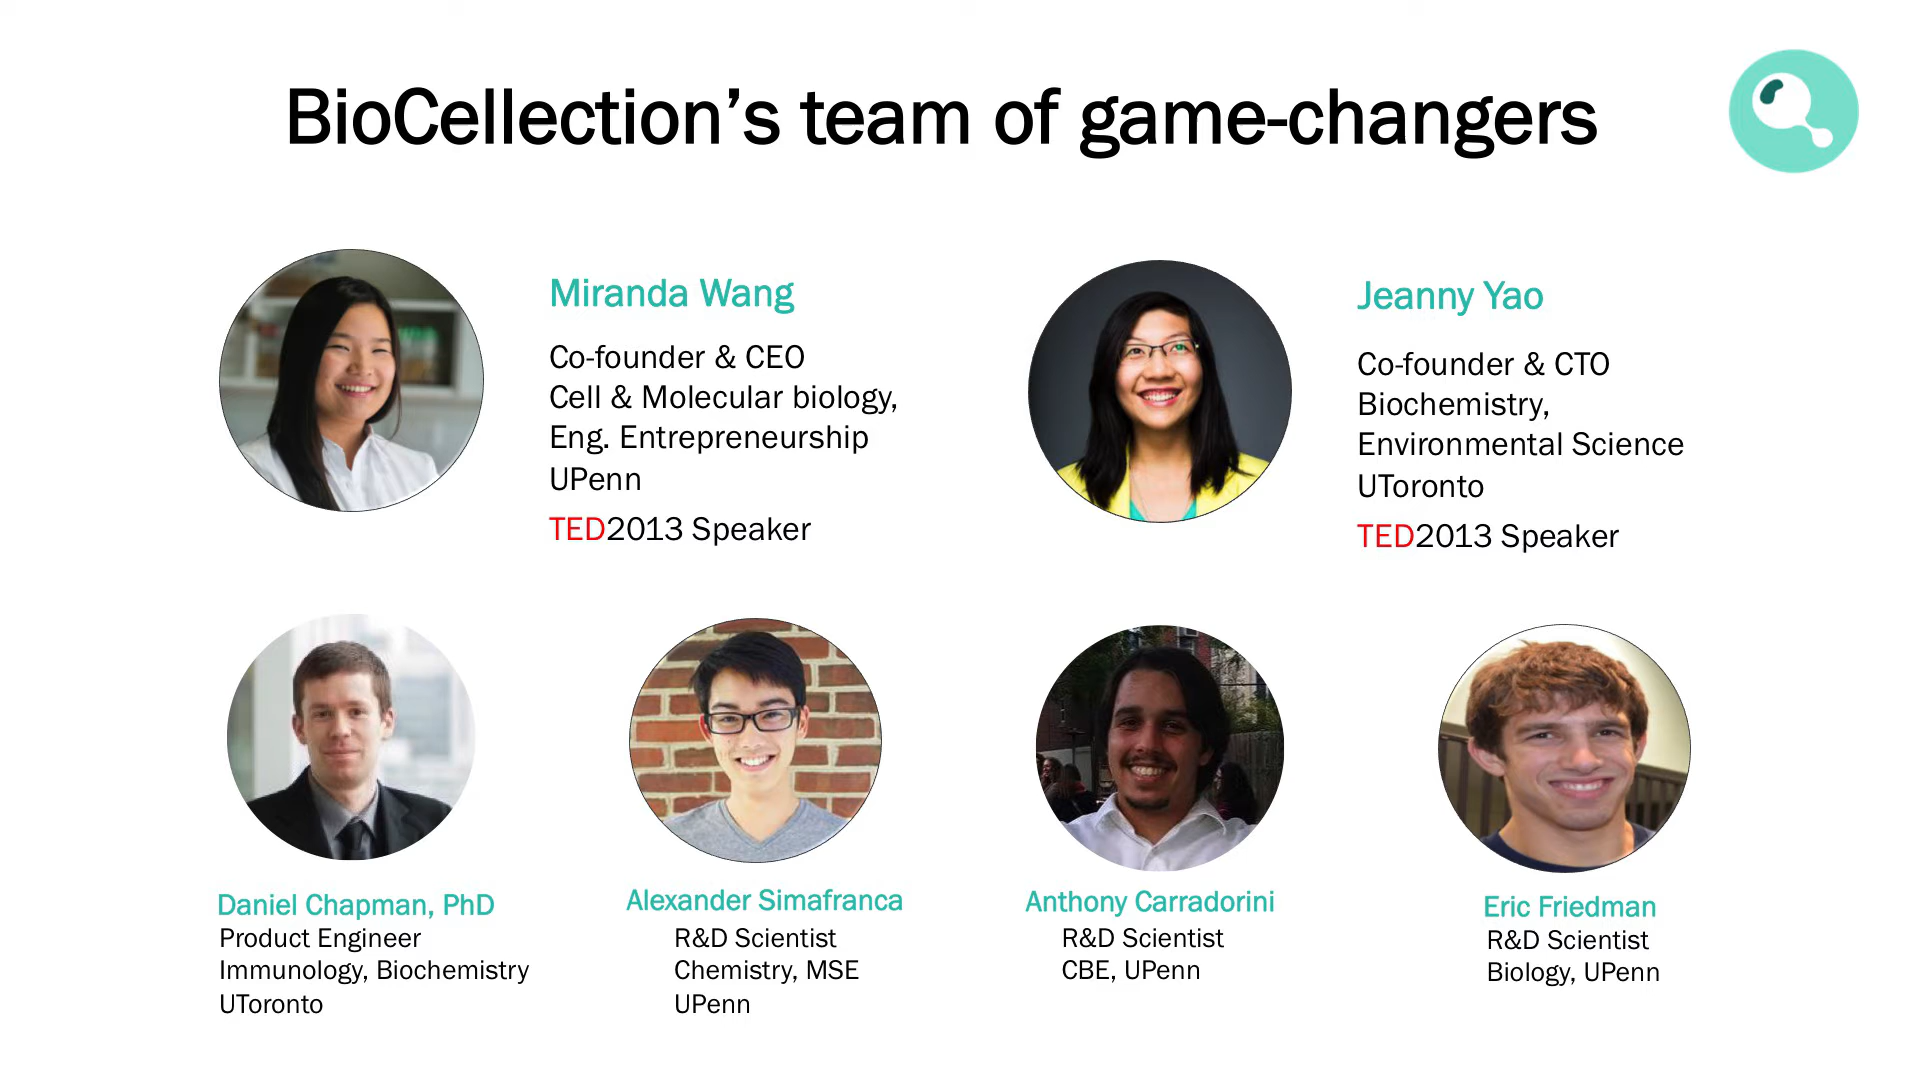 BioCellection’s team of game-changers
Miranda Wang
Co-founder & CEO
Cell & Molecular biology,
Eng. Entrepreneurship
UPenn
TED2013 Speaker
Jeanny Yao
Co-founder & CTO
Biochemistry,
Environmental Science
UToronto
TED2013 Speaker
Daniel Chapman, PhD
Product Engineer
Immunology, Biochemistry
UToronto
Alexander Simafranca
R&D Scientist
Chemistry, MSE
UPenn
Anthony Carradorini
R&D Scientist
CBE, UPenn
Eric Friedman
R&D Scientist
Biology, UPenn